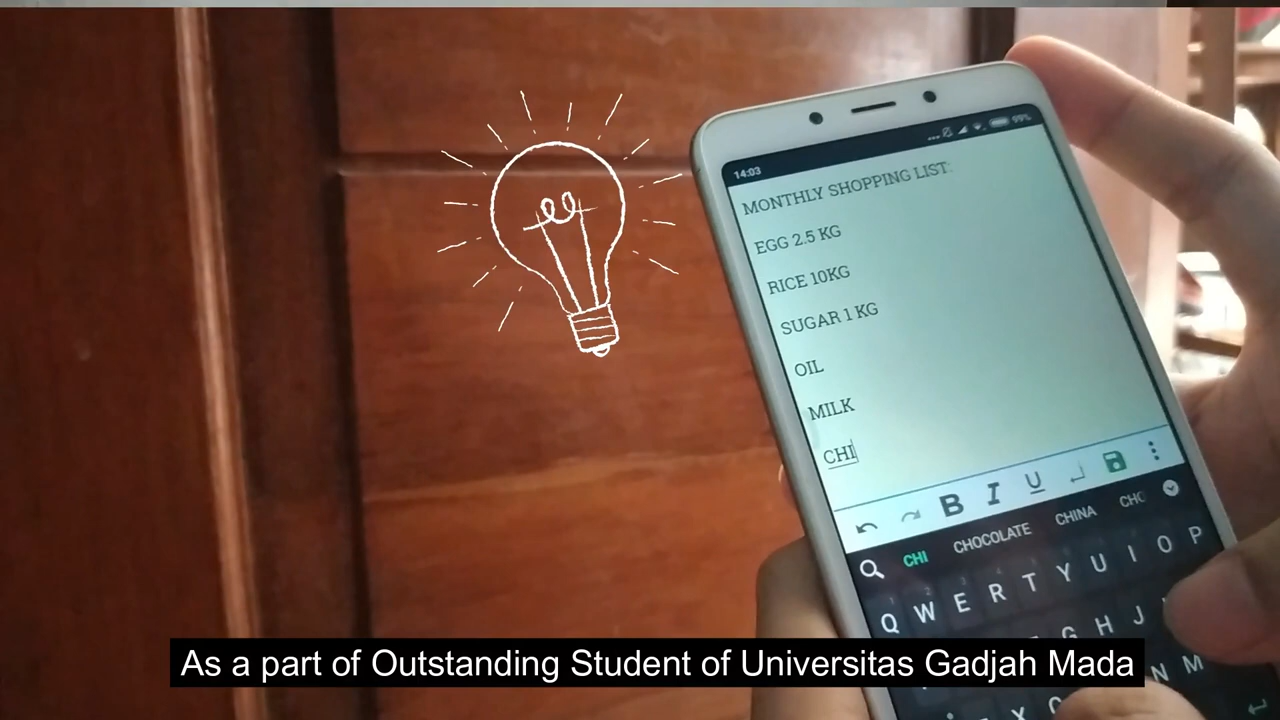 14:03
99%
MONTHLY SHOPPING LIST:
EGG 2.5 KG
RICE 10KG
SUGAR 1 KG
OIL
MILK
CHI
B I U
CHI CHOCOLATE CHINA
Q W E R T Y U I O P
G H J
N M
As a part of Outstanding Student of Universitas Gadjah Mada